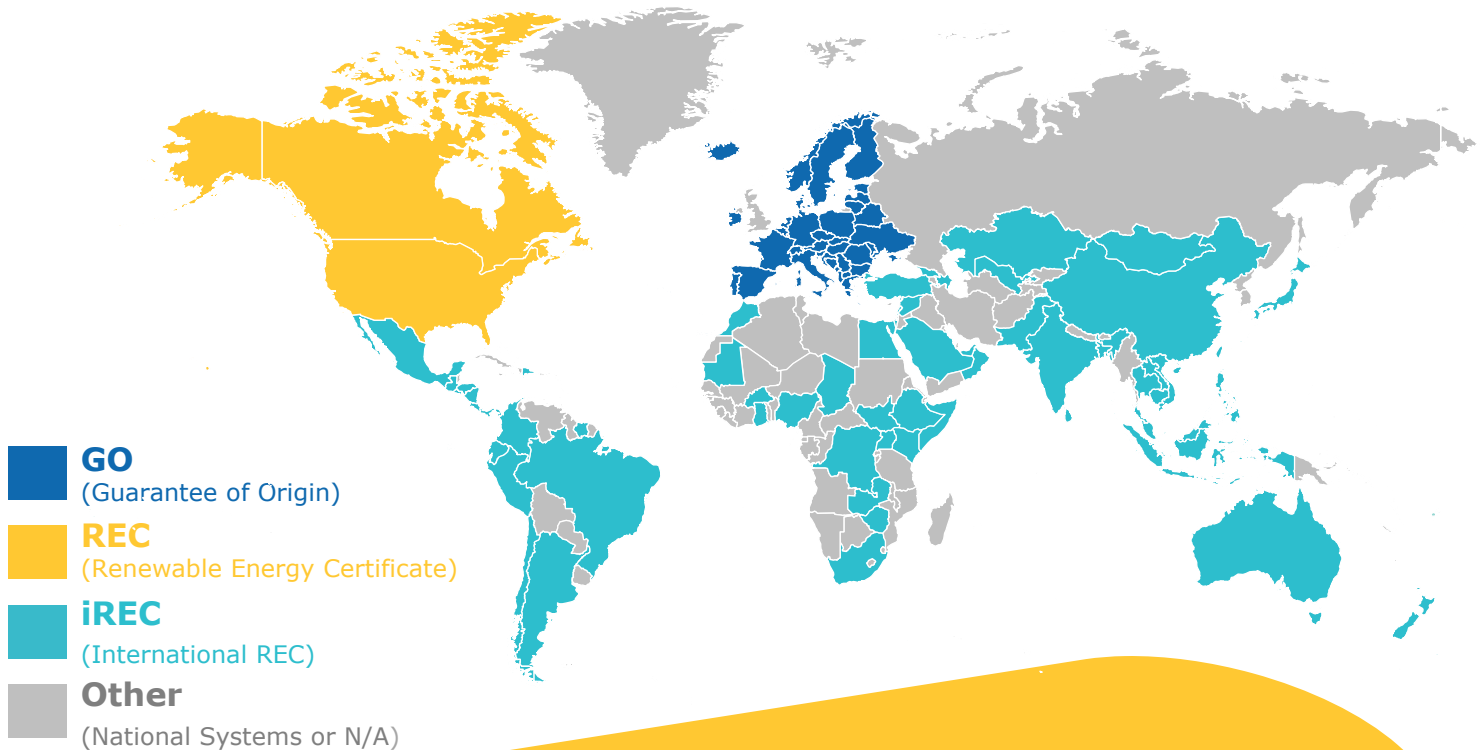 GO
(Guarantee of Origin)
REC
(Renewable Energy Certificate)
iREC
(International REC)
Other
(National Systems or N/A)